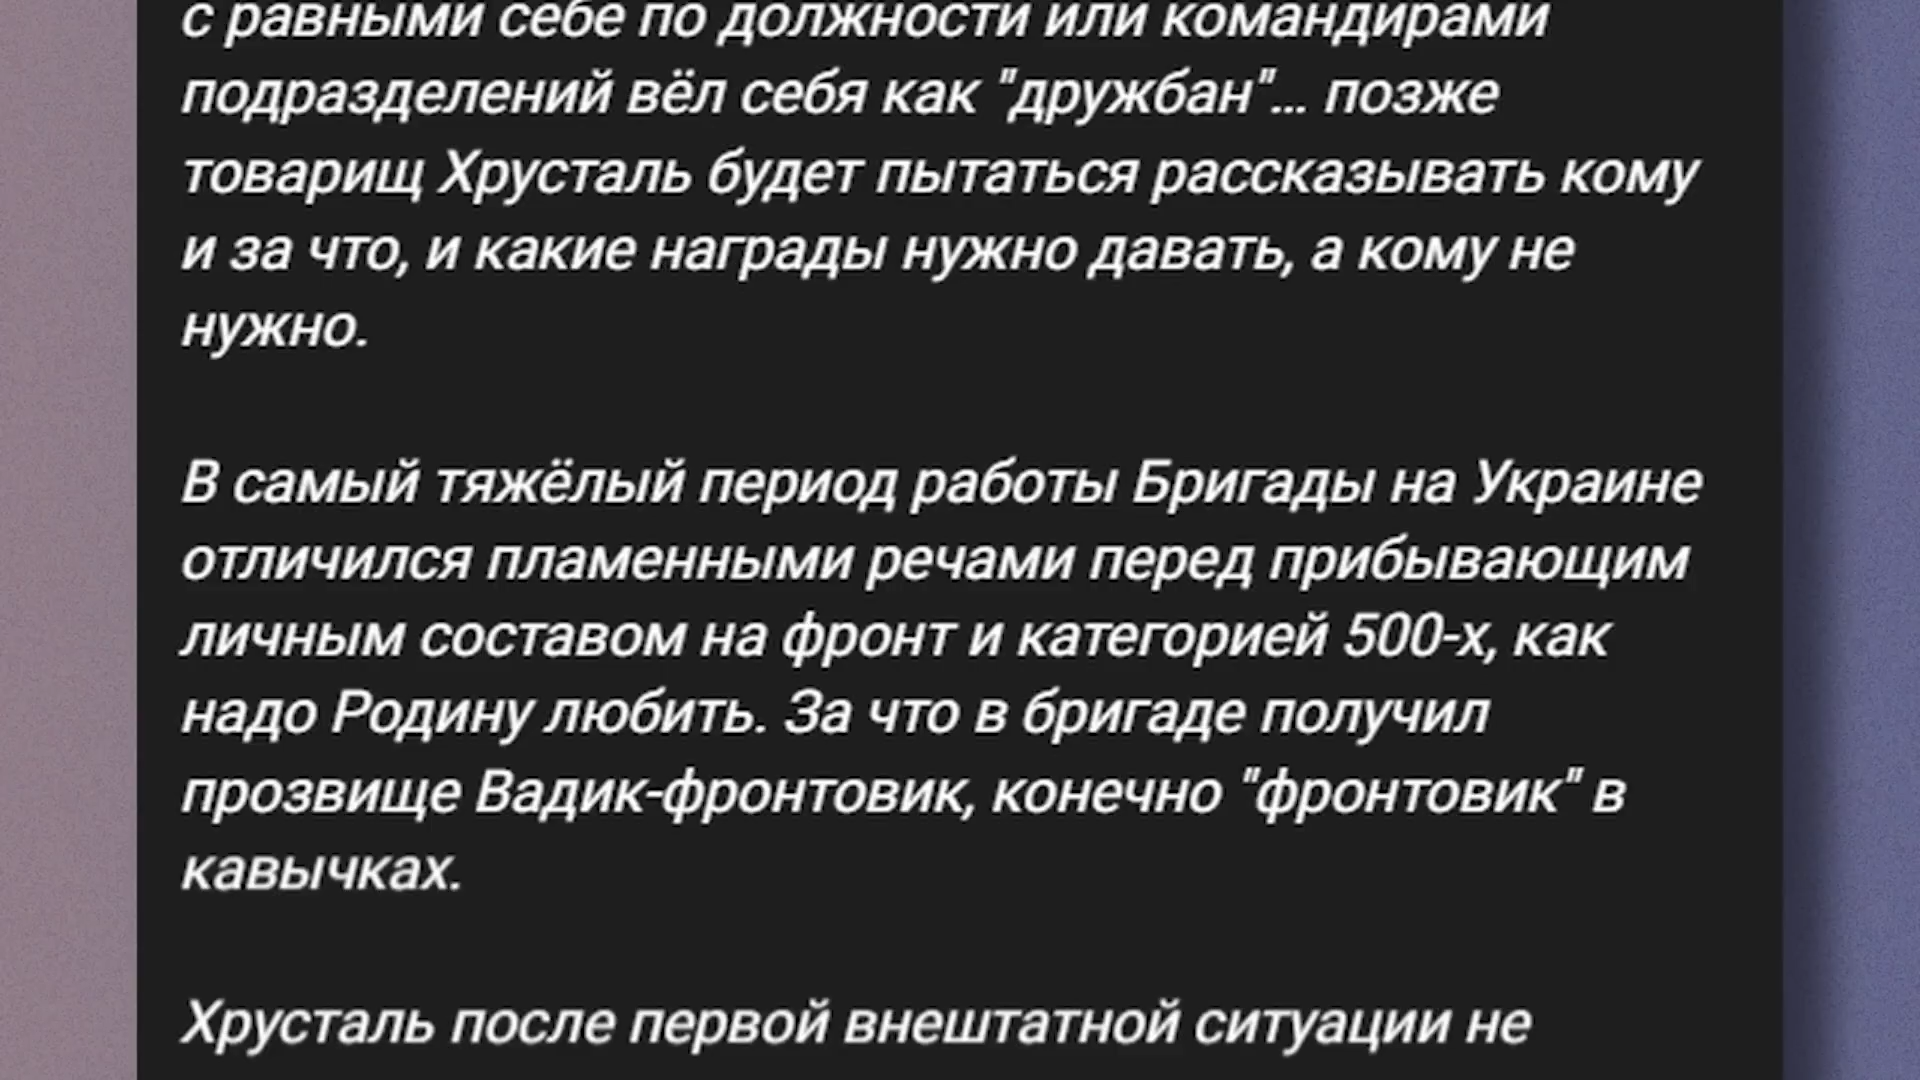 с равными себе по должности или командирами
подразделений вёл себя как "дружбан"... позже
товарищ Хрусталь будет пытаться рассказывать кому
и за что, и какие награды нужно давать, а кому не
нужно.
В самый тяжёлый период работы Бригады на Украине
отличился пламенными речами перед прибывающим
личным составом на фронт и категорией 500-х, как
надо Родину любить. За что в бригаде получил
прозвище Вадик-фронтовик, конечно "фронтовик" в
кавычках.
Хрусталь после первой внештатной ситуации не